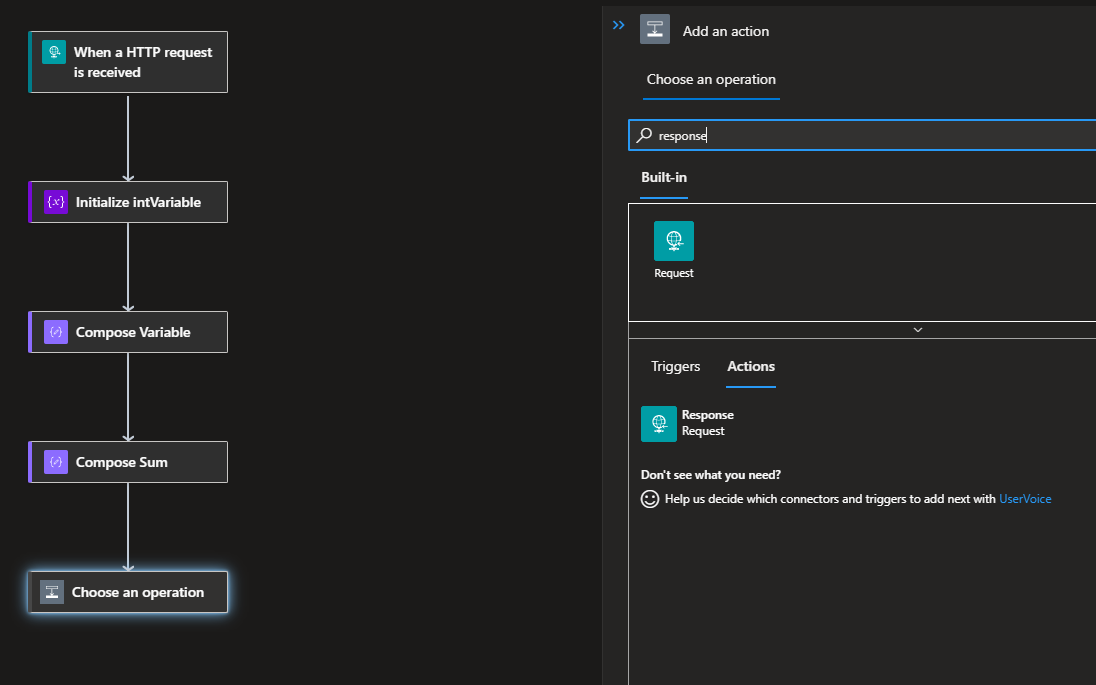 When a HTTP request
is received
Initialize intVariable
Compose Variable
Compose Sum
Choose an operation
Add an action
Choose an operation
response
Built-in
Request
Triggers
Actions
Response
Request
Don't see what you need?
Help us decide which connectors and triggers to add next with UserVoice